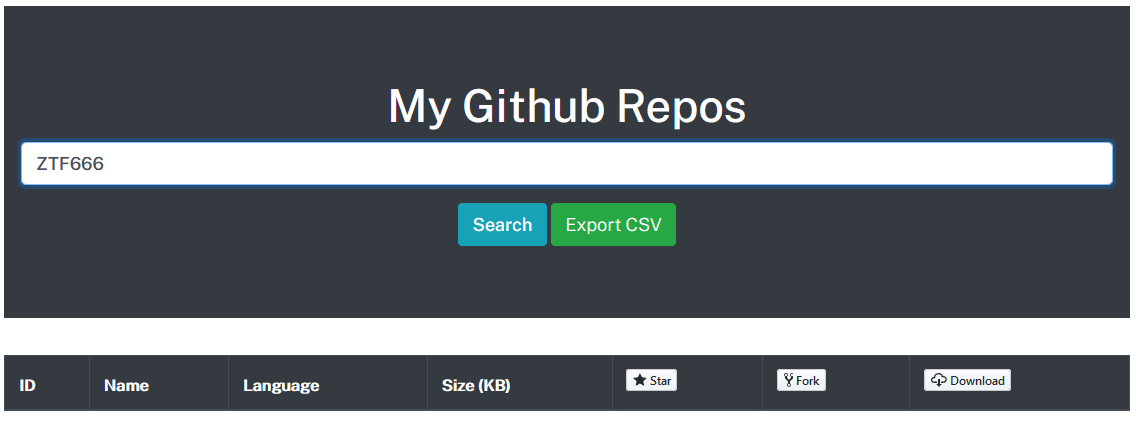 My Github Repos
ZTF666
Search Export CSV
ID Name Language Size (KB) Star Fork Download